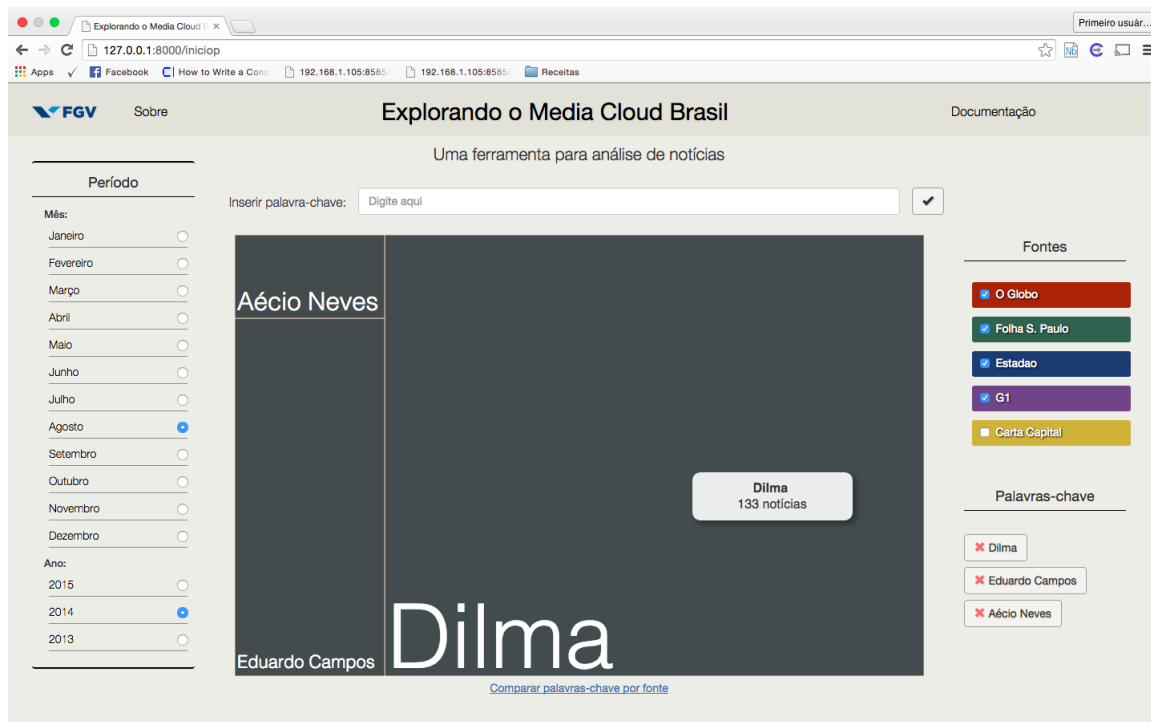 Explorando o Media Cloud
Primeiro usuár...
127.0.0.1:8000/iniciop
Apps
Facebook
How to Write a Cons
192.168.1.105:8585/
192.168.1.105:8585/
Receitas
FGV
Sobre
Explorando o Media Cloud Brasil
Documentação
Uma ferramenta para análise de notícias
Período
Mês:
Janeiro
Fevereiro
Março
Abril
Maio
Junho
Julho
Agosto
Setembro
Outubro
Novembro
Dezembro
Ano:
2015
2014
2013
Inserir palavra-chave:
Digite aqui
Aécio Neves
Eduardo Campos
Dilma
Dilma
133 notícias
Comparar palavras-chave por fonte
Fontes
O Globo
Folha S. Paulo
Estadao
G1
Carta Capital
Palavras-chave
Dilma
Eduardo Campos
Aécio Neves